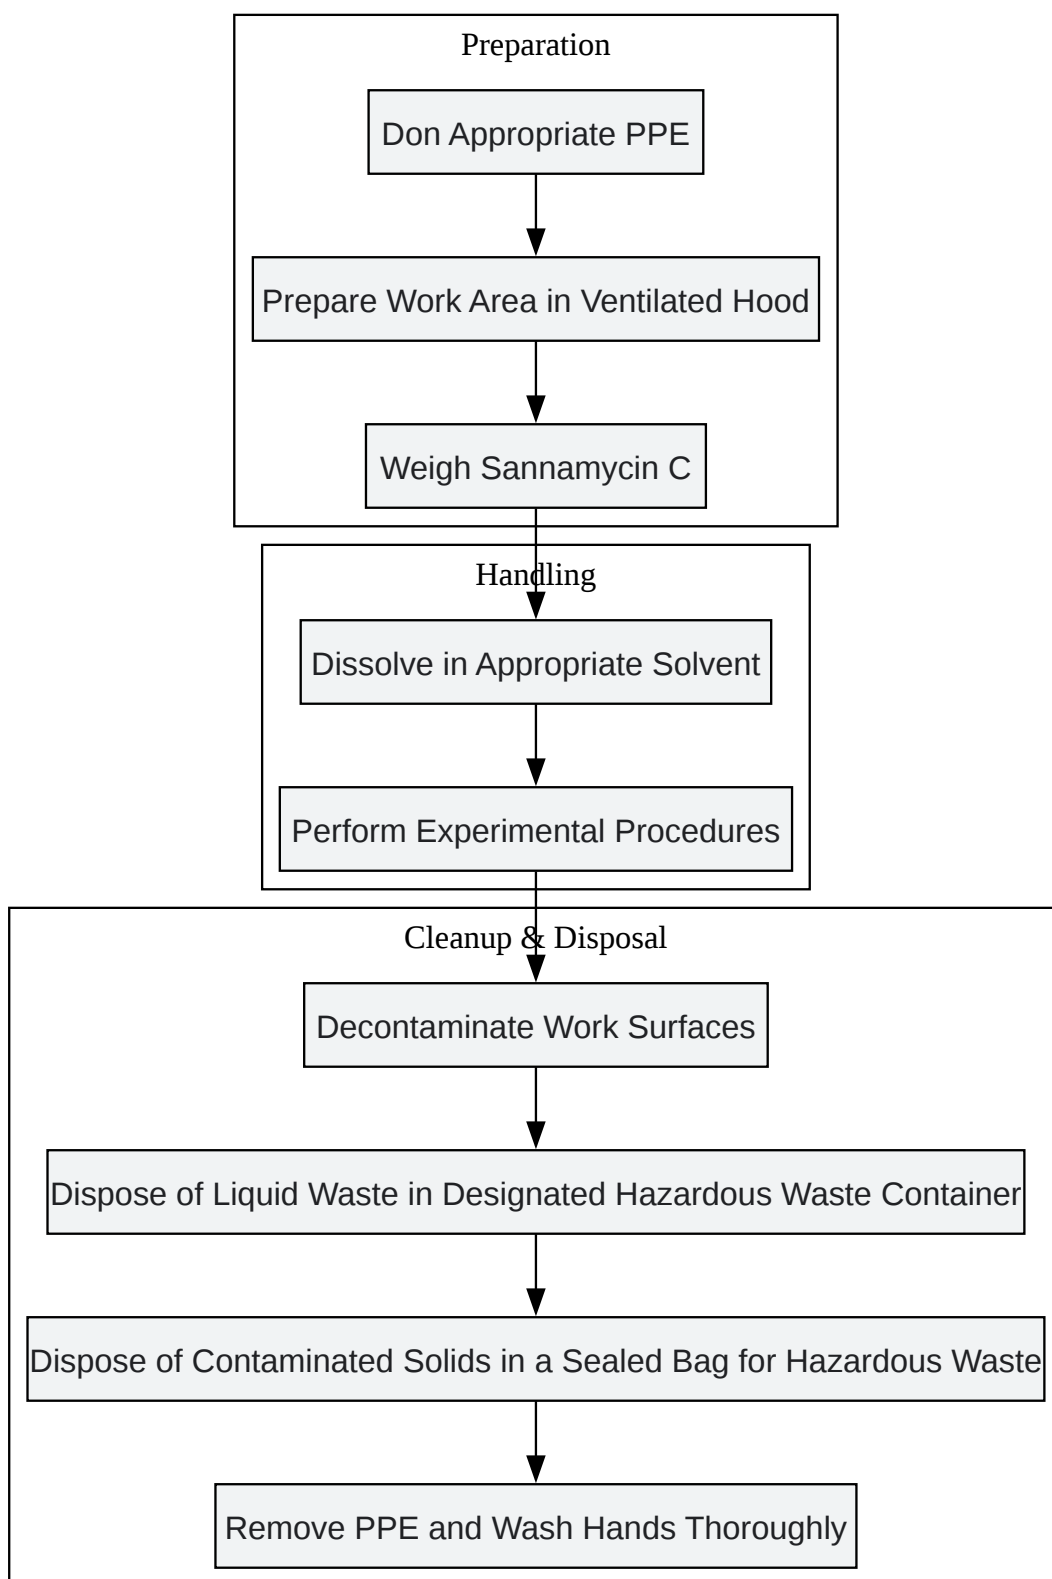 Preparation
Don Appropriate PPE
Prepare Work Area in Ventilated Hood
Weigh Sannamycin C
Handling
Dissolve in Appropriate Solvent
Perform Experimental Procedures
Cleanup & Disposal
Decontaminate Work Surfaces
Dispose of Liquid Waste in Designated Hazardous Waste Container
Dispose of Contaminated Solids in a Sealed Bag for Hazardous Waste
Remove PPE and Wash Hands Thoroughly